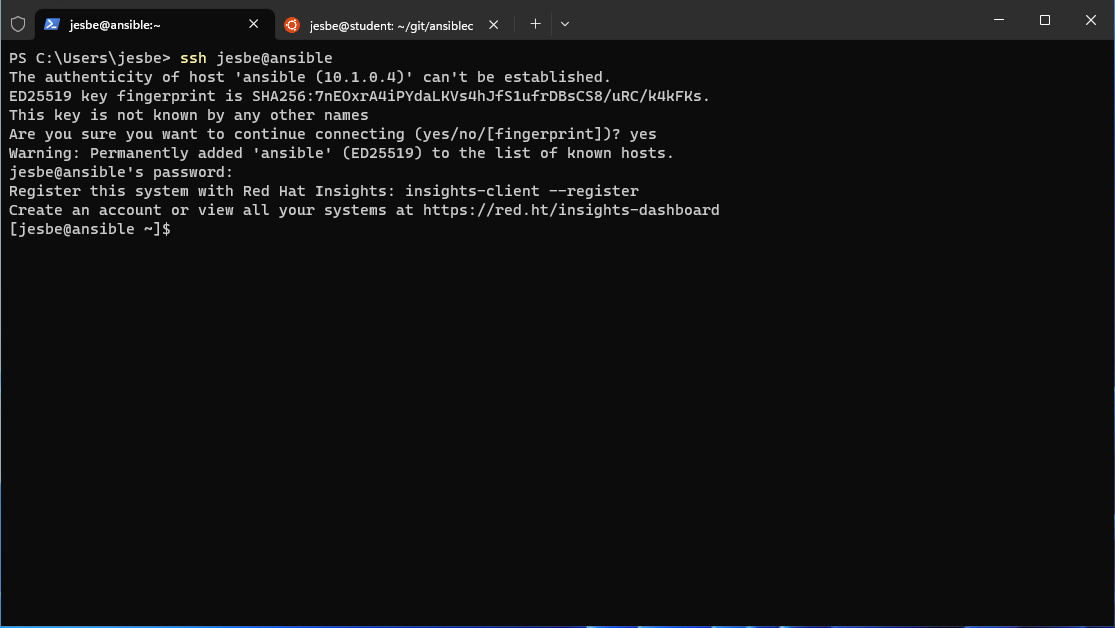 jesbe@ansible:~
jesbe@student: ~/git/ansiblec
PS C:\Users\jesbe> ssh jesbe@ansible
The authenticity of host 'ansible (10.1.0.4)' can't be established.
ED25519 key fingerprint is SHA256:7nEOxrA4iPYdaLKVs4hJfS1ufrDBsCS8/uRC/k4kFKs.
This key is not known by any other names
Are you sure you want to continue connecting (yes/no/[fingerprint])? yes
Warning: Permanently added 'ansible' (ED25519) to the list of known hosts.
jesbe@ansible's password:
Register this system with Red Hat Insights: insights-client --register
Create an account or view all your systems at https://red.ht/insights-dashboard
[jesbe@ansible ~]$